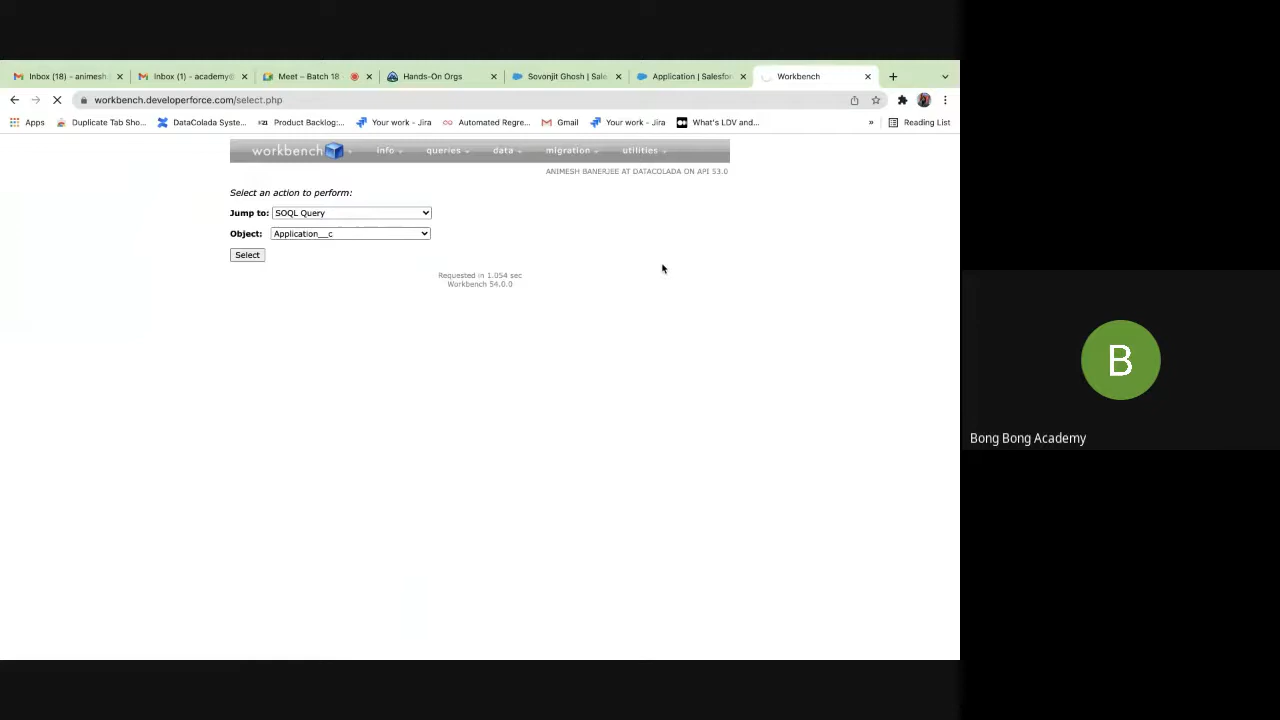 Inbox (18) – animesh
Inbox (1) – academy@
Meet – Batch 18
Hands-On Orgs
Sovonjit Ghosh | Sale
Application | Salesfor
Workbench
workbench.developerforce.com/select.php
Apps
Duplicate Tab Sho...
DataColada Syste...
Product Backlog:...
Your work - Jira
Automated Regre...
Gmail
Your work - Jira
What's LDV and...
»
Reading List
workbench
info
queries
data
migration
utilities
ANIMESH BANERJEE AT DATACOLADA ON API 53.0
Select an action to perform:
Jump to: SOQL Query
Object: Application__c
Select
Requested in 1.054 sec
Workbench 54.0.0
B
Bong Bong Academy